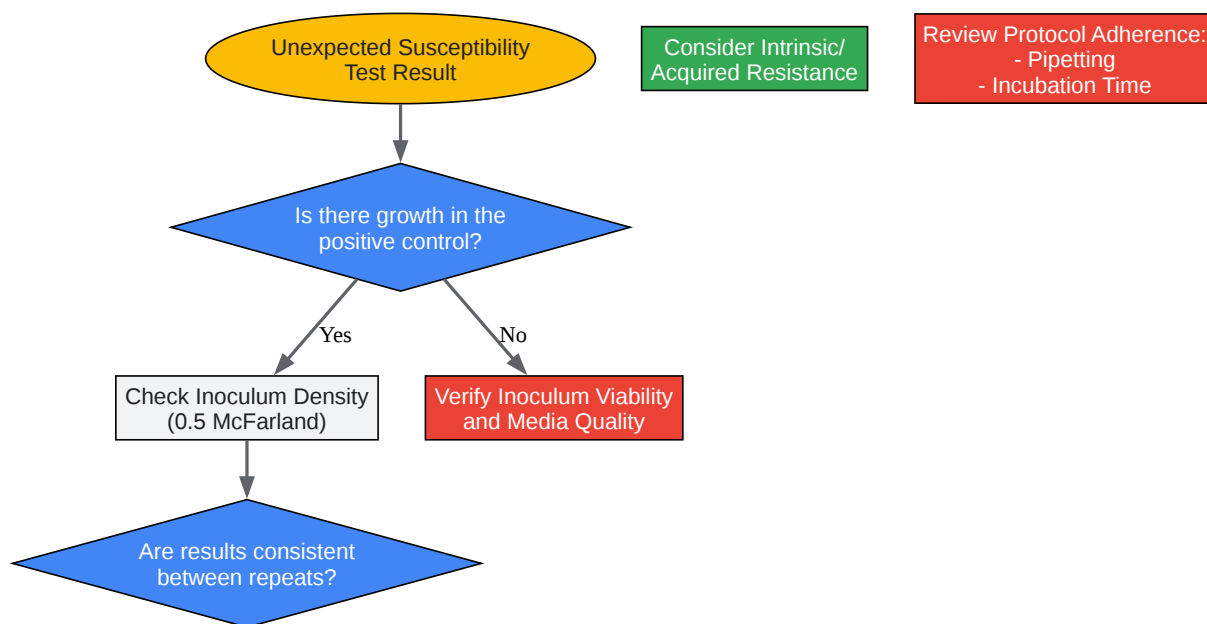 Unexpected Susceptibility
Test Result
Consider Intrinsic/
Acquired Resistance
Review Protocol Adherence:
- Pipetting
- Incubation Time
Is there growth in the
positive control?
Yes
No
Check Inoculum Density
(0.5 McFarland)
Verify Inoculum Viability
and Media Quality
Are results consistent
between repeats?